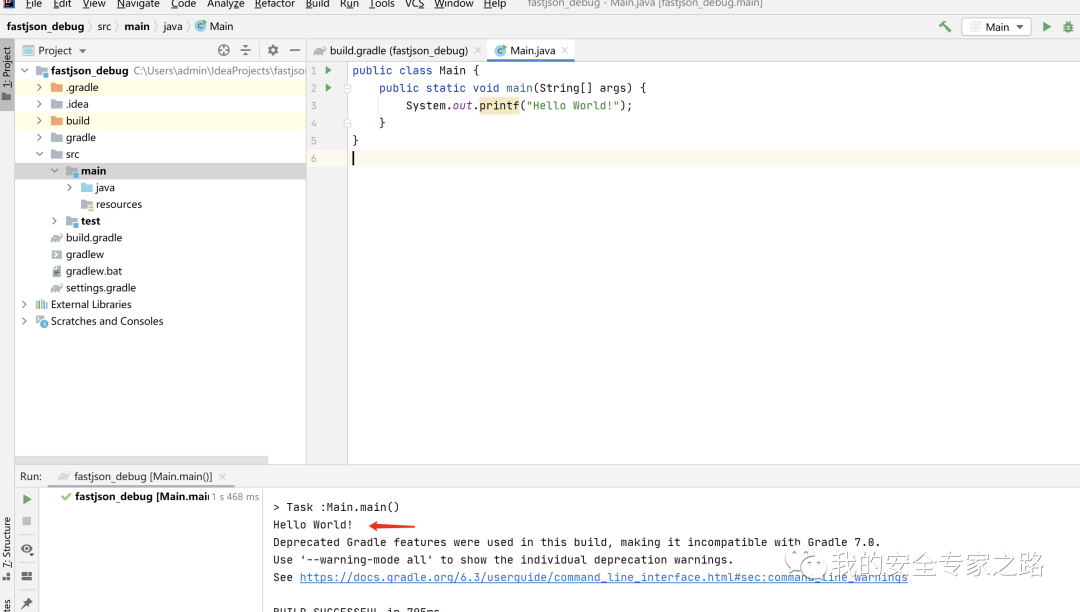 File Edit View Navigate Code Analyze Refactor Build Run Tools VCS Window Help fastjson_debug - Main.java [fastjson_debug.main]
fastjson_debug src main java Main
Main
1: Project
Project
build.gradle (fastjson_debug)
Main.java
fastjson_debug C:\Users\admin\IdeaProjects\fastjso
.gradle
.idea
build
gradle
src
main
java
resources
test
build.gradle
gradlew
gradlew.bat
settings.gradle
External Libraries
Scratches and Consoles
1 public class Main {
2 public static void main(String[] args) {
3 System.out.printf("Hello World!");
4 }
5 }
6
Run: fastjson_debug [Main.main()]
fastjson_debug [Main.mai 1 s 468 ms
> Task :Main.main()
Hello World!
Deprecated Gradle features were used in this build, making it incompatible with Gradle 7.0.
Use '--warning-mode all' to show the individual deprecation warnings.
See https://docs.gradle.org/6.3/userguide/command_line_interface.html#sec:command_line_warnings
BUILD SUCCESSFUL in 795ms
7: Structure
我的安全专家之路